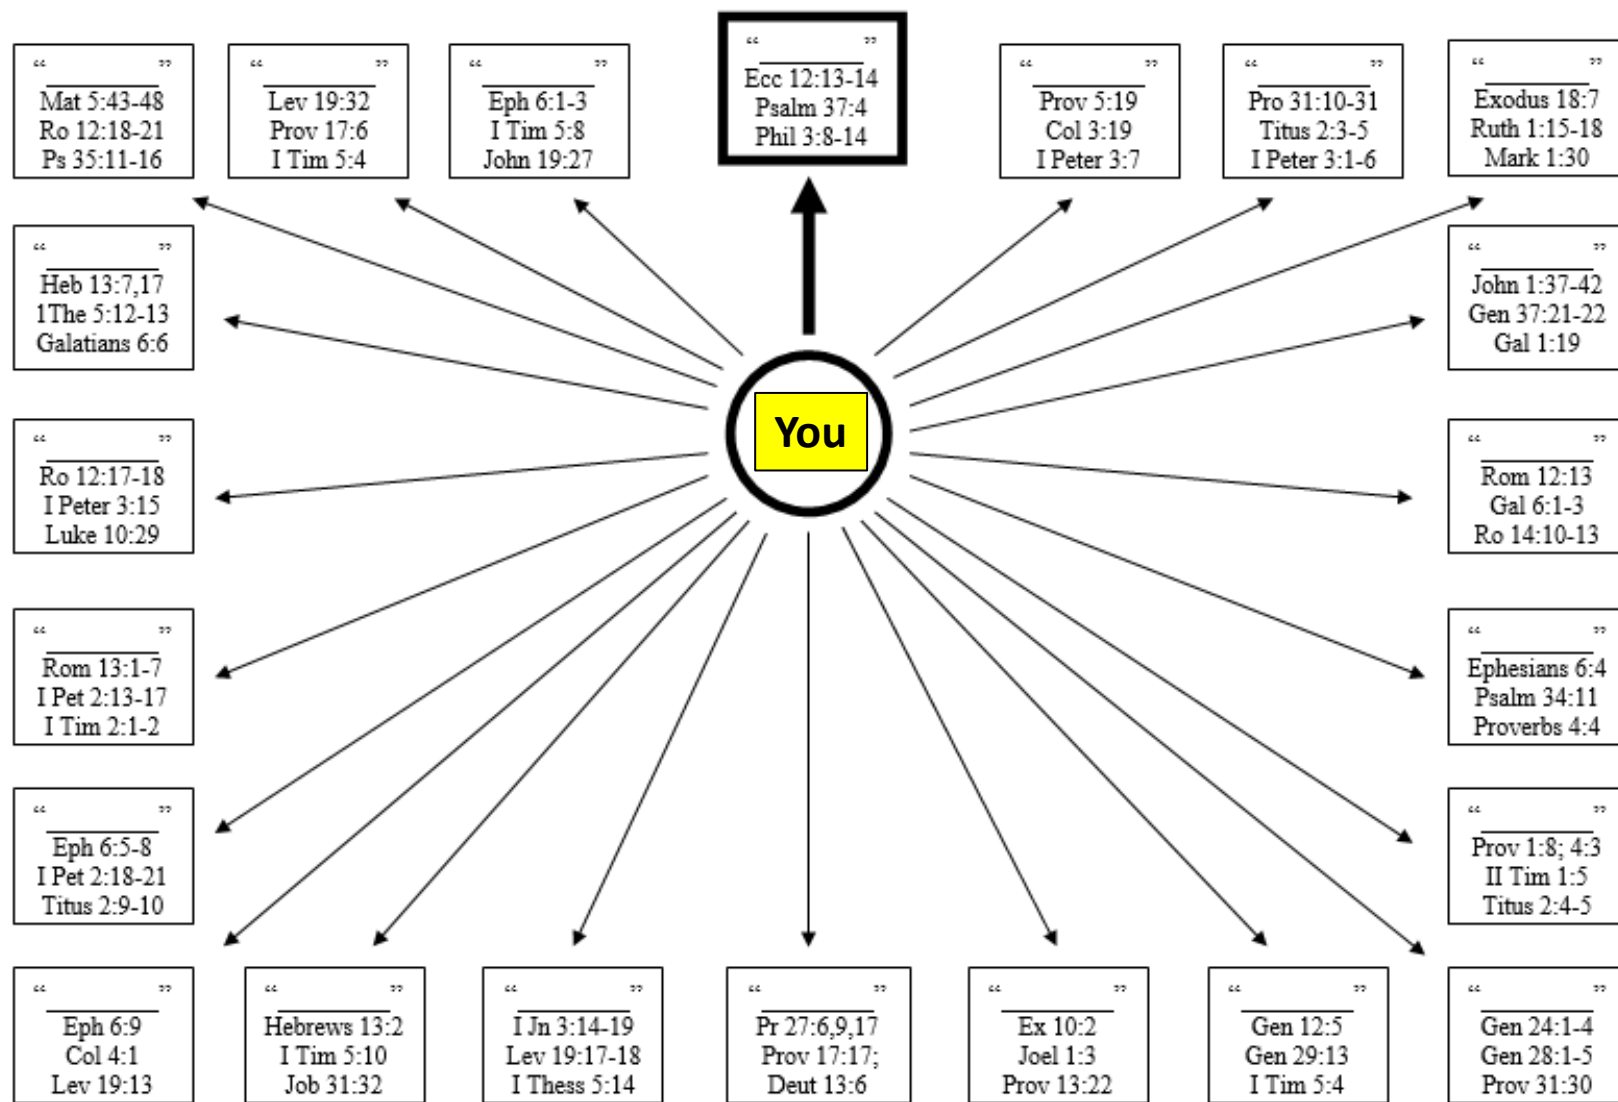 “ ”
Mat 5:43-48
Ro 12:18-21
Ps 35:11-16
“ ”
Lev 19:32
Prov 17:6
I Tim 5:4
“ ”
Eph 6:1-3
I Tim 5:8
John 19:27
“ ”
Ecc 12:13-14
Psalm 37:4
Phil 3:8-14
“ ”
Prov 5:19
Col 3:19
I Peter 3:7
“ ”
Pro 31:10-31
Titus 2:3-5
I Peter 3:1-6
“ ”
Exodus 18:7
Ruth 1:15-18
Mark 1:30
“ ”
Heb 13:7,17
1The 5:12-13
Galatians 6:6
“ ”
John 1:37-42
Gen 37:21-22
Gal 1:19
You
“ ”
Ro 12:17-18
I Peter 3:15
Luke 10:29
“ ”
Rom 12:13
Gal 6:1-3
Ro 14:10-13
“ ”
Rom 13:1-7
I Pet 2:13-17
I Tim 2:1-2
“ ”
Ephesians 6:4
Psalm 34:11
Proverbs 4:4
“ ”
Eph 6:5-8
I Pet 2:18-21
Titus 2:9-10
“ ”
Prov 1:8; 4:3
II Tim 1:5
Titus 2:4-5
“ ”
Eph 6:9
Col 4:1
Lev 19:13
“ ”
Hebrews 13:2
I Tim 5:10
Job 31:32
“ ”
I Jn 3:14-19
Lev 19:17-18
I Thess 5:14
“ ”
Pr 27:6,9,17
Prov 17:17;
Deut 13:6
“ ”
Ex 10:2
Joel 1:3
Prov 13:22
“ ”
Gen 12:5
Gen 29:13
I Tim 5:4
“ ”
Gen 24:1-4
Gen 28:1-5
Prov 31:30